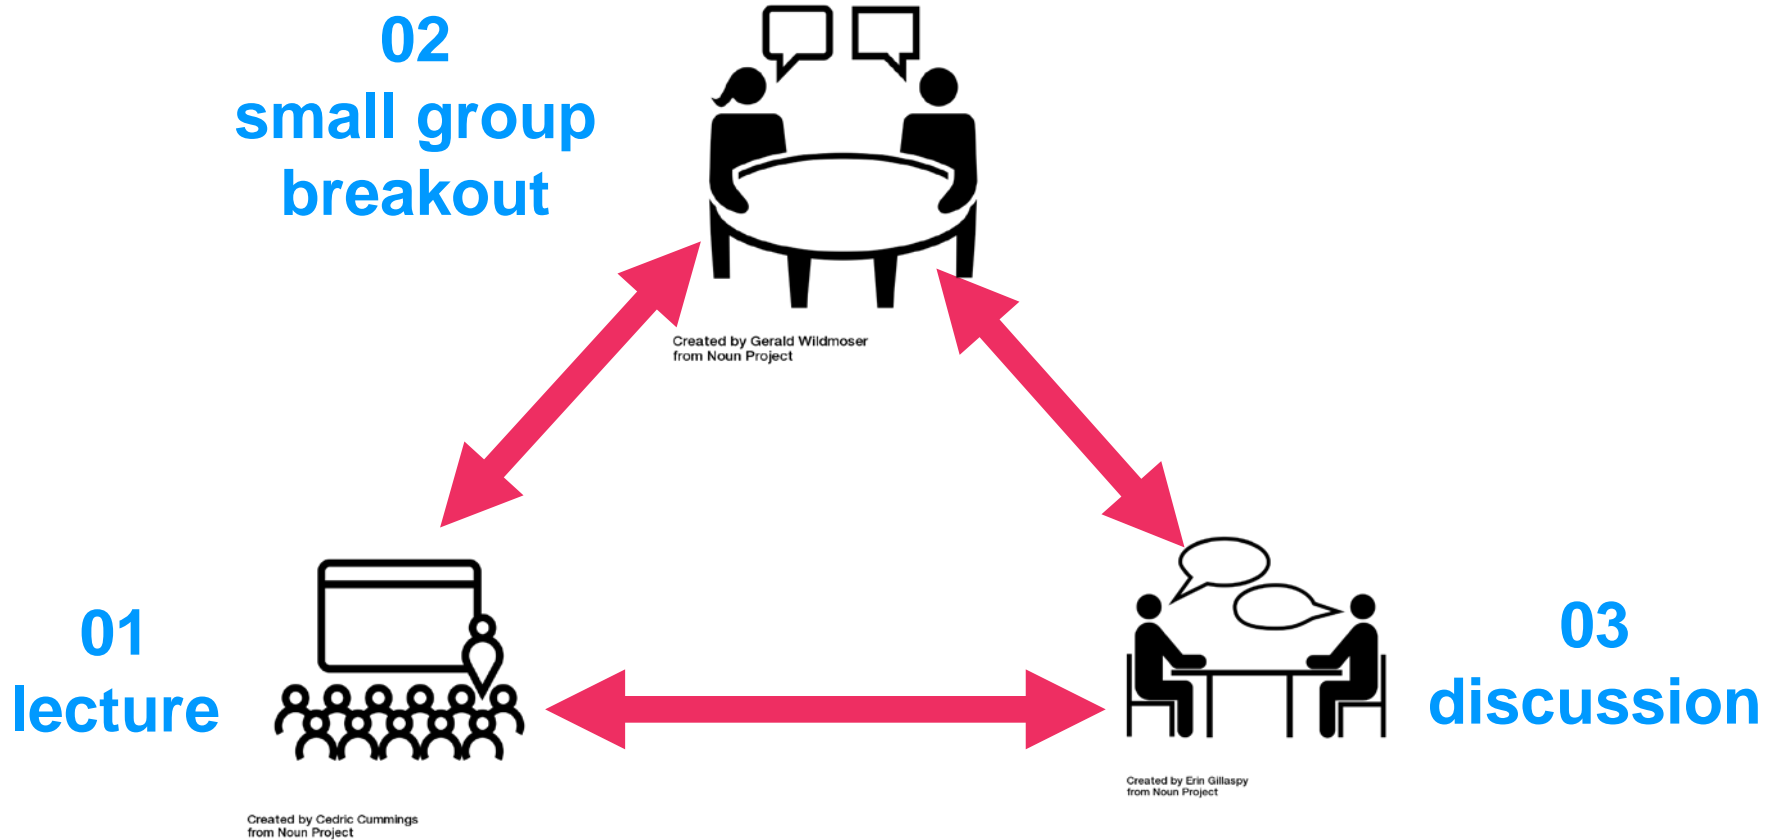 02
small group
breakout
Created by Gerald Wildmoser
from Noun Project
01
lecture
Created by Cedric Cummings
from Noun Project
03
discussion
Created by Erin Gillaspy
from Noun Project